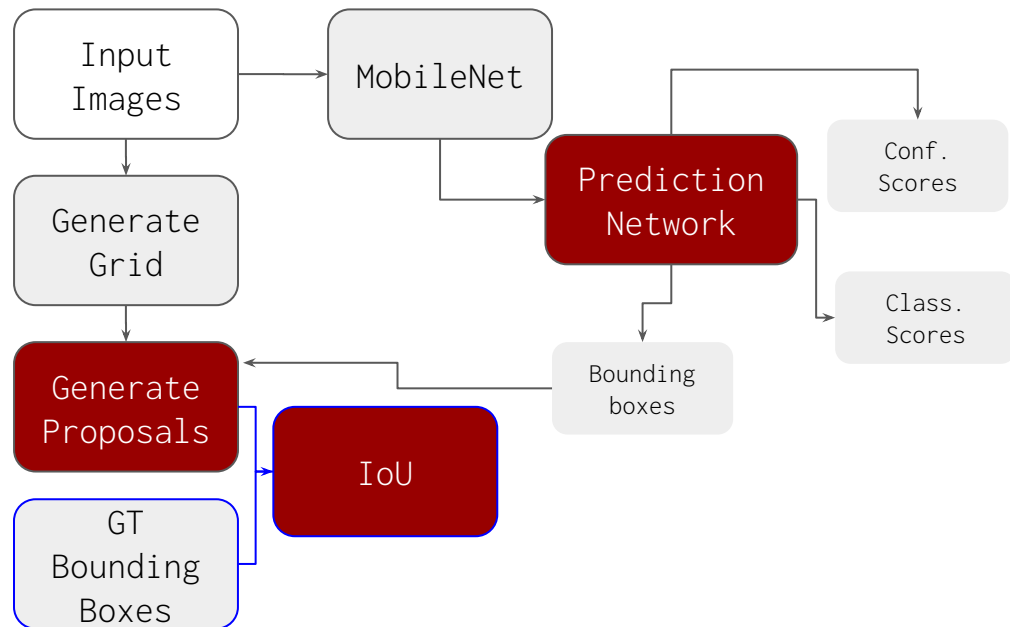 Input
Images
MobileNet
Conf.
Scores
Prediction
Network
Generate
Grid
Class.
Scores
Generate
Proposals
Bounding
boxes
IoU
GT
Bounding
Boxes